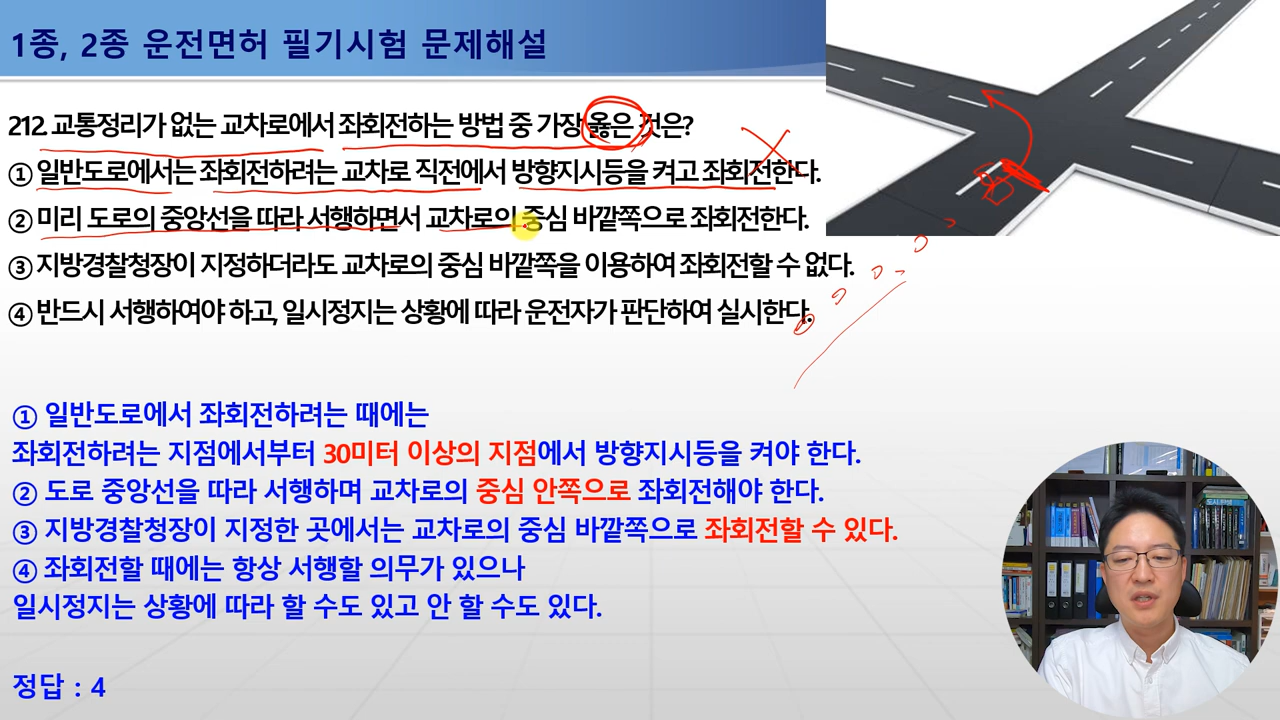 1종, 2종 운전면허 필기시험 문제해설
212. 교통정리가 없는 교차로에서 좌회전하는 방법 중 가장 옳은 것은?
① 일반도로에서는 좌회전하려는 교차로 직전에서 방향지시등을 켜고 좌회전한다.
② 미리 도로의 중앙선을 따라 서행하면서 교차로의 중심 바깥쪽으로 좌회전한다.
③ 지방경찰청장이 지정하더라도 교차로의 중심 바깥쪽을 이용하여 좌회전할 수 없다.
④ 반드시 서행하여야 하고, 일시정지는 상황에 따라 운전자가 판단하여 실시한다.
① 일반도로에서 좌회전하려는 때에는
좌회전하려는 지점에서부터 30미터 이상의 지점에서 방향지시등을 켜야 한다.
② 도로 중앙선을 따라 서행하며 교차로의 중심 안쪽으로 좌회전해야 한다.
③ 지방경찰청장이 지정한 곳에서는 교차로의 중심 바깥쪽으로 좌회전할 수 있다.
④ 좌회전할 때에는 항상 서행할 의무가 있으나
일시정지는 상황에 따라 할 수도 있고 안 할 수도 있다.
정답 : 4